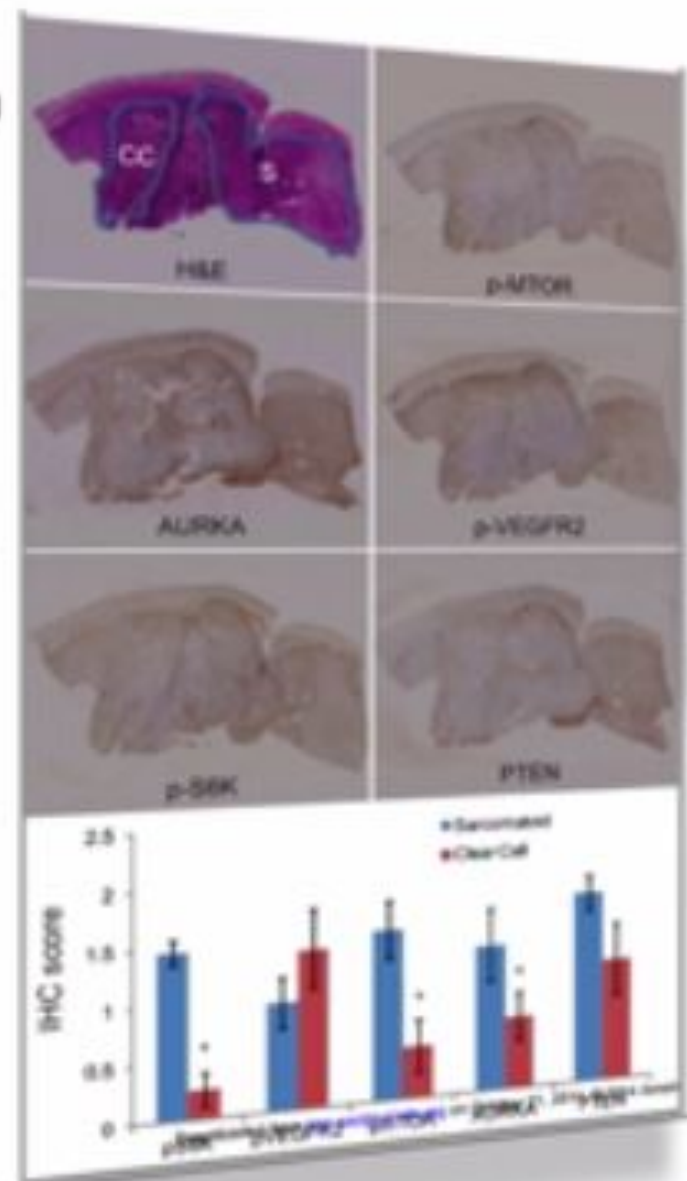 CC
S
H&E
p-MTOR
AURKA
p-VEGFR2
p-S6K
PTEN
Sarcomatoid
Clear Cell
IHC score
2.5
2
1.5
1
0.5
0